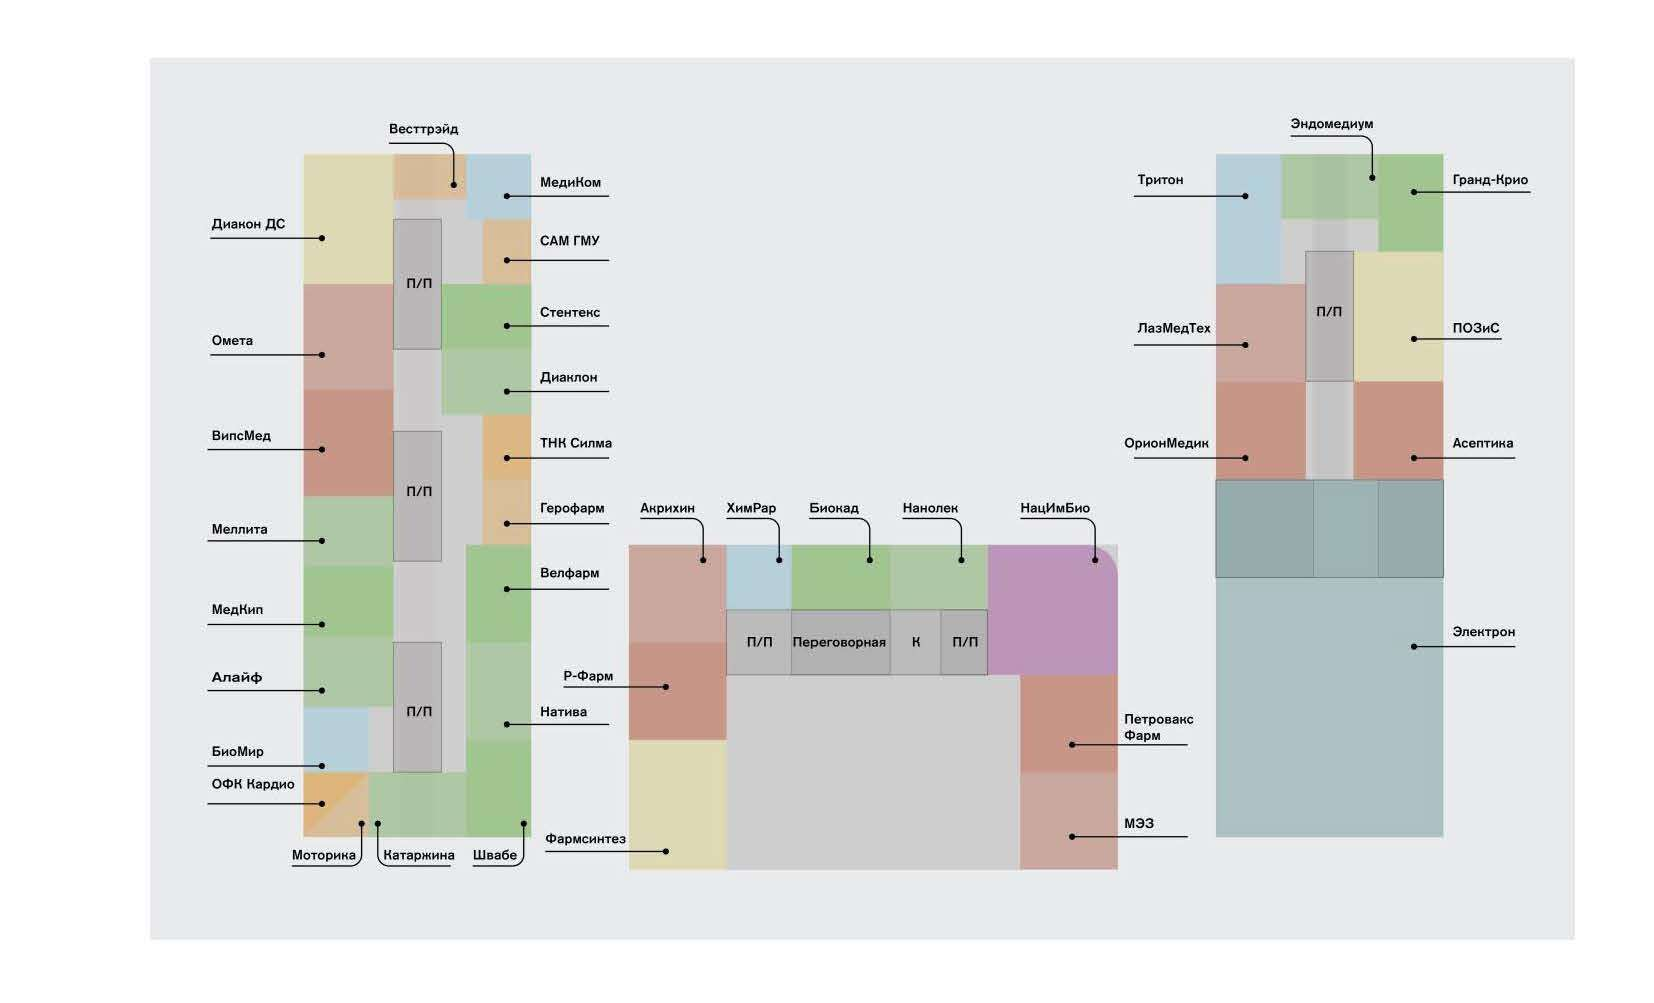 Весттрэйд
Диакон ДС
Омета
ВипсМед
Меллита
МедКип
Алайф
БиоМир
ОФК Кардио
Моторика
Катаржина
Швабе
П/П
П/П
П/П
МедиКом
САМ ГМУ
Стентекс
Диаклон
ТНК Силма
Герофарм
Велфарм
Натива
Акрихин
ХимРар
Биокад
Нанолек
НацИмБио
П/П
Переговорная
К
П/П
Р-Фарм
Фармсинтез
Петровакс
Фарм
МЭЗ
Эндомедиум
Тритон
Гранд-Крио
П/П
ЛазМедТех
ПОЗиС
ОрионМедик
Асептика
Электрон